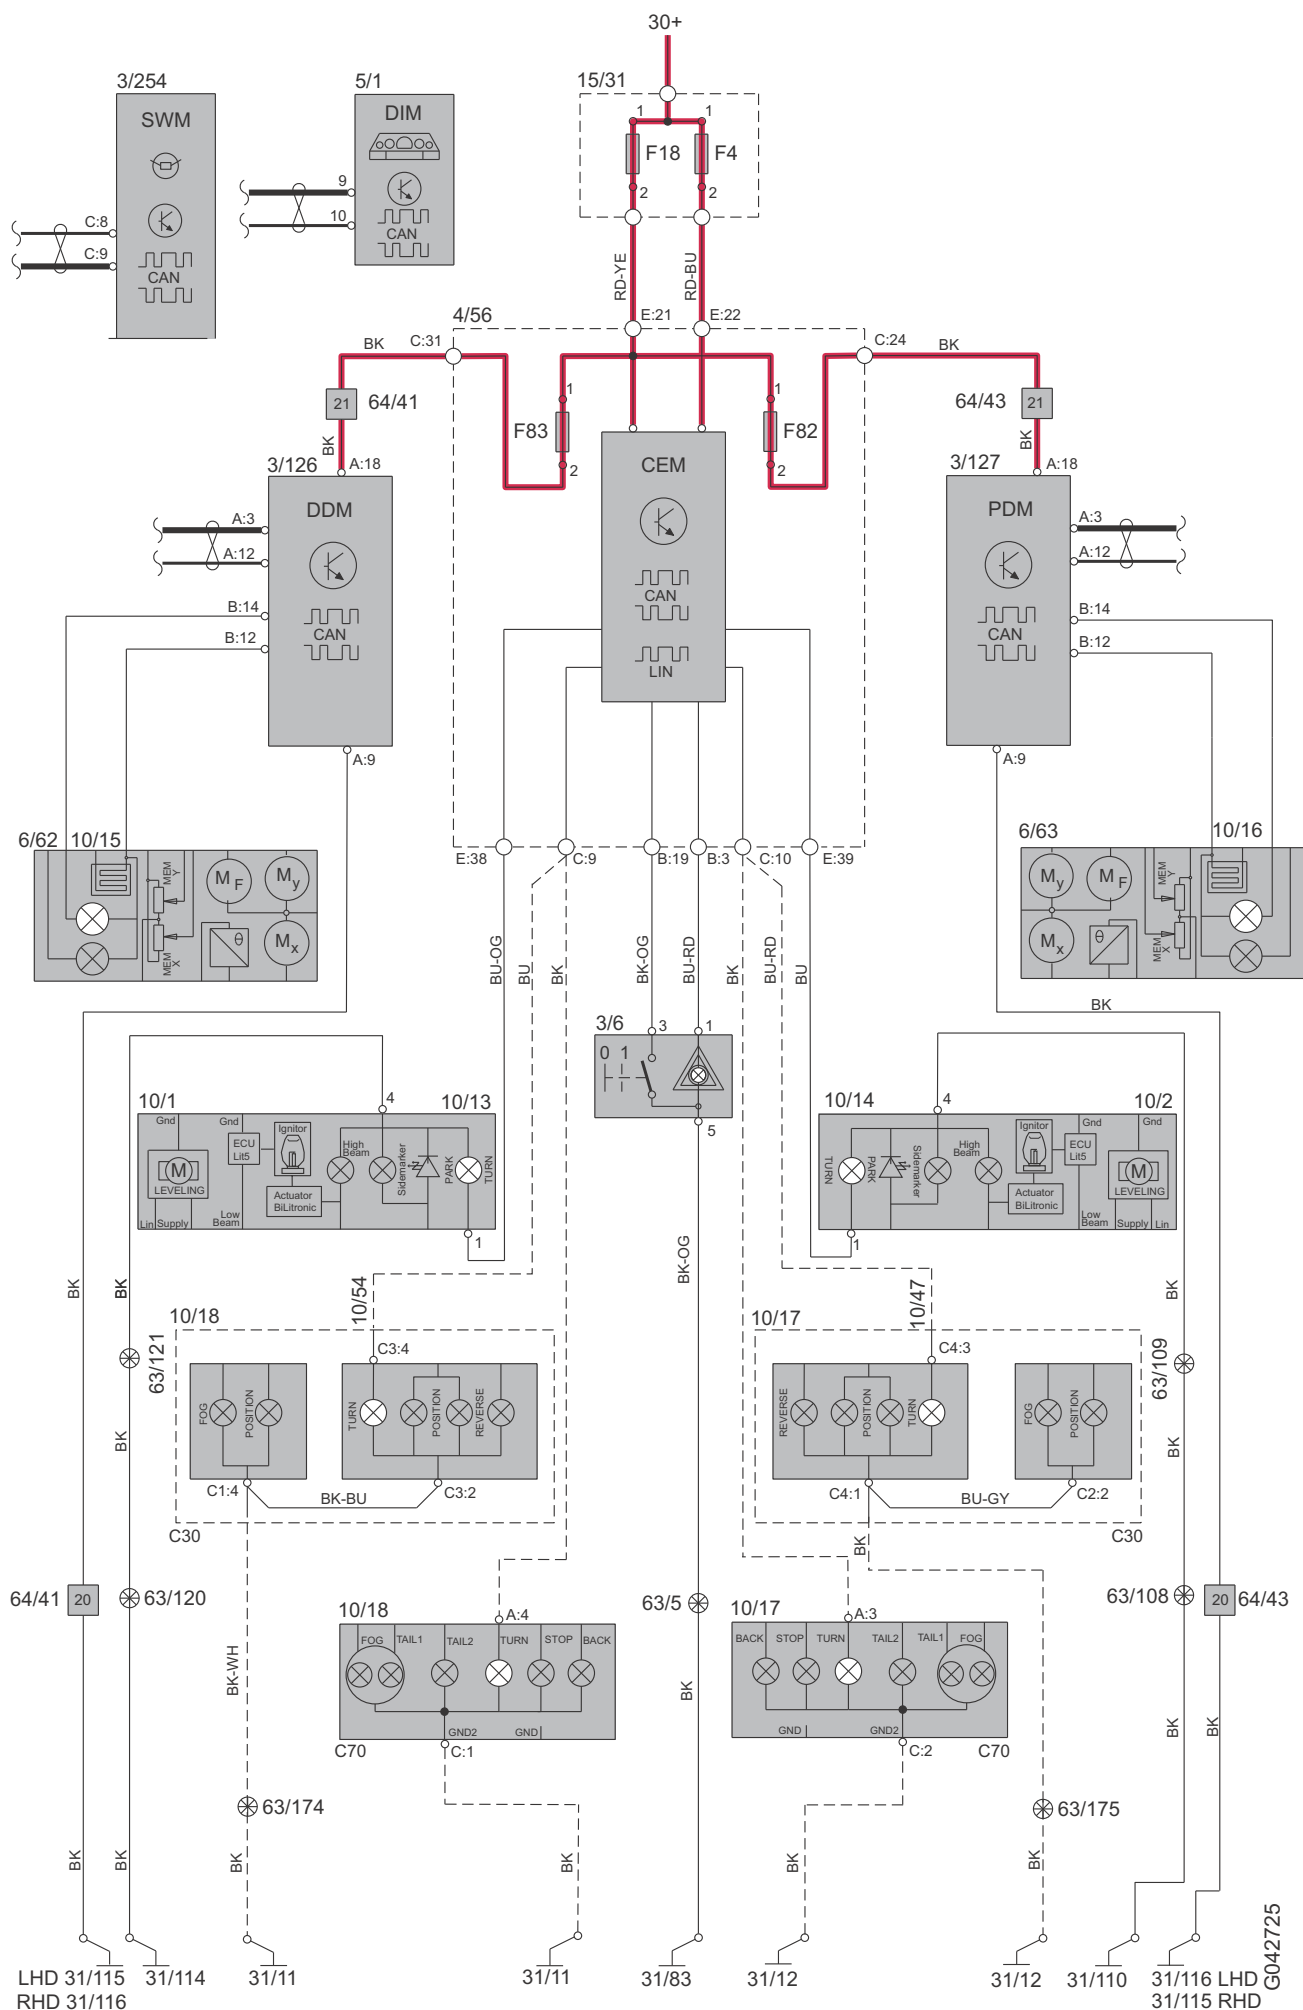 30+
3/254
SWM
C:8
C:9
CAN
5/1
DIM
9
10
CAN
15/31
1
1
F18
F4
2
2
RD-YE
RD-BU
4/56
E:21
E:22
BK
C:31
C:24
BK
21
64/41
64/43
21
BK
BK
1
1
F83
F82
2
2
3/126
A:18
DDM
A:3
A:12
B:14
B:12
CAN
A:9
CEM
CAN
LIN
3/127
A:18
PDM
A:3
A:12
B:14
B:12
CAN
A:9
E:38
C:9
B:19
B:3
C:10
E:39
6/62
10/15
MEM Y
MEM X
MF
My
Mx
6/63
10/16
My
MF
Mx
MEM Y
MEM X
θ
θ
BU-OG
BU
BK
BK-OG
BU-RD
BK
BU-RD
BU
BK
3/6
3
1
0 1
5
10/1
10/13
4
Gnd
Gnd
ECU
Lit5
Ignitor
High
Beam
Sidemarker
PARK
TURN
M
LEVELING
Actuator
BiLitronic
Lin
Supply
Low
Beam
1
10/14
10/2
4
TURN
PARK
Sidemarker
High
Beam
Ignitor
Gnd
ECU
Lit5
Gnd
M
LEVELING
Actuator
BiLitronic
Low
Beam
Supply
Lin
1
BK
BK
BK-OG
BK
63/121
BK
10/18
10/54
C3:4
FOG
POSITION
TURN
POSITION
REVERSE
C1:4
BK-BU
C3:2
C30
10/17
10/47
C4:3
REVERSE
POSITION
TURN
FOG
POSITION
C4:1
BU-GY
C2:2
C30
BK
63/109
BK
64/41
20
63/120
63/5
63/108
20
64/43
10/18
A:4
FOG
TAIL1
TAIL2
TURN
STOP
BACK
GND2
GND
C70
C:1
10/17
A:3
BACK
STOP
TURN
TAIL2
TAIL1
FOG
GND
GND2
C:2
C70
BK-WH
BK
BK
BK
63/174
63/175
BK
BK
BK
BK
BK
BK
LHD 31/115
RHD 31/116
31/114
31/11
31/11
31/83
31/12
31/12
31/110
31/116 LHD
31/115 RHD
G042725